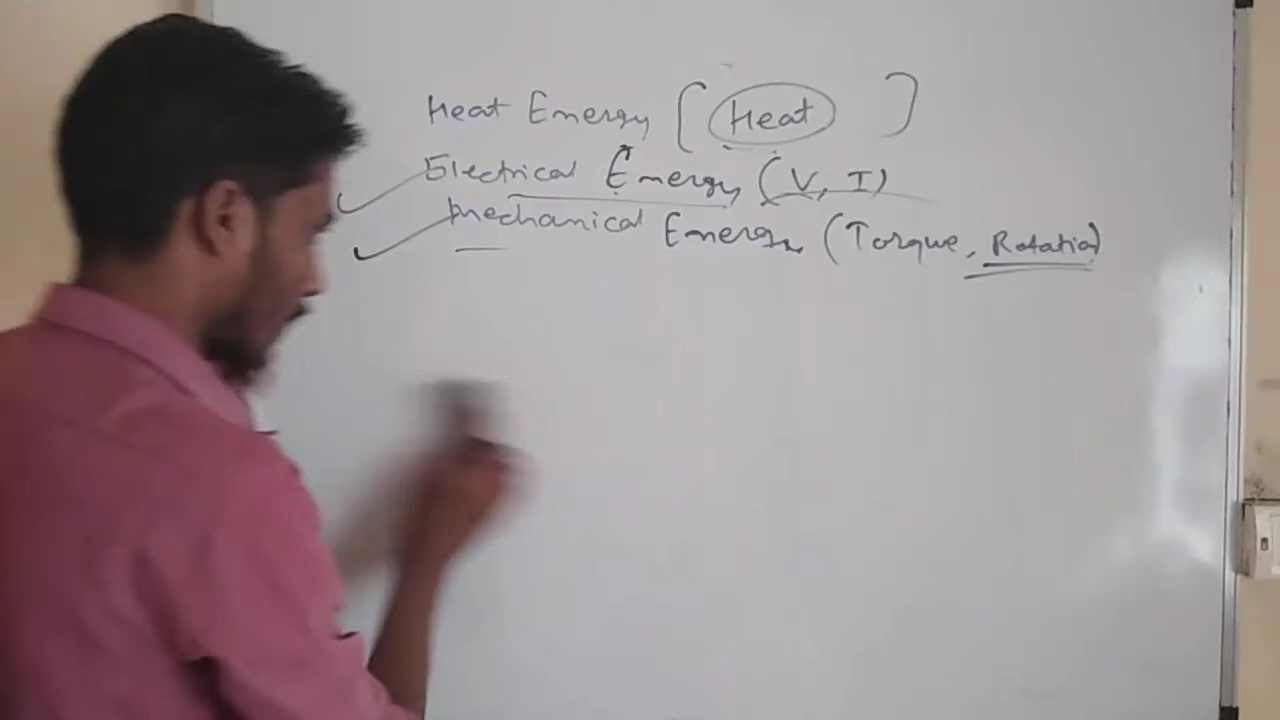 Heat Energy [ Heat ]
Electrical Energy (V, I)
Mechanical Energy (Torque, Rotation)